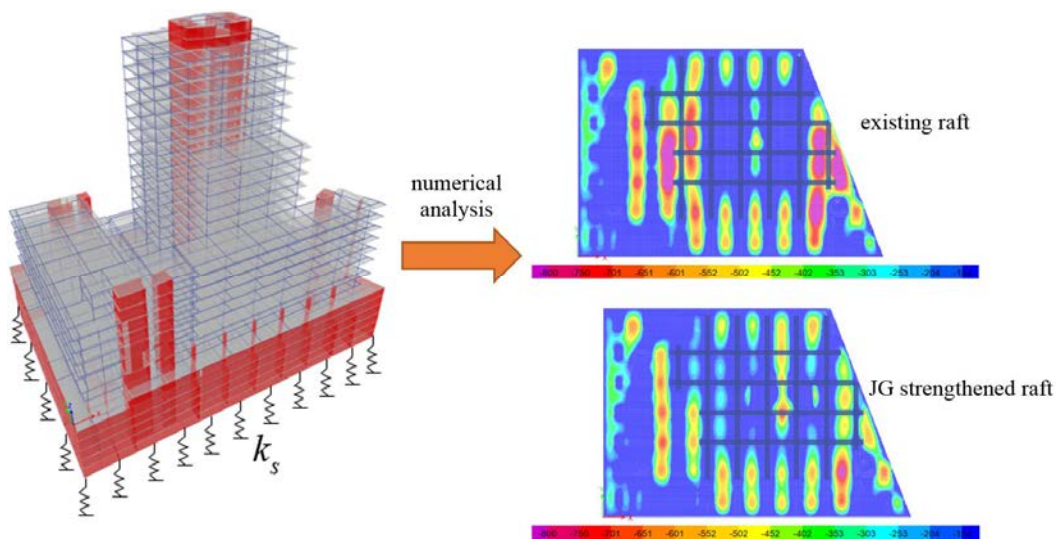 numerical
analysis
existing raft
-800 -750 -701 -651 -601 -552 -502 -452 -402 -353 -303 -253 -204
k_s
JG strengthened raft
-800 -750 -701 -651 -601 -552 -502 -452 -402 -353 -303 -253 -204